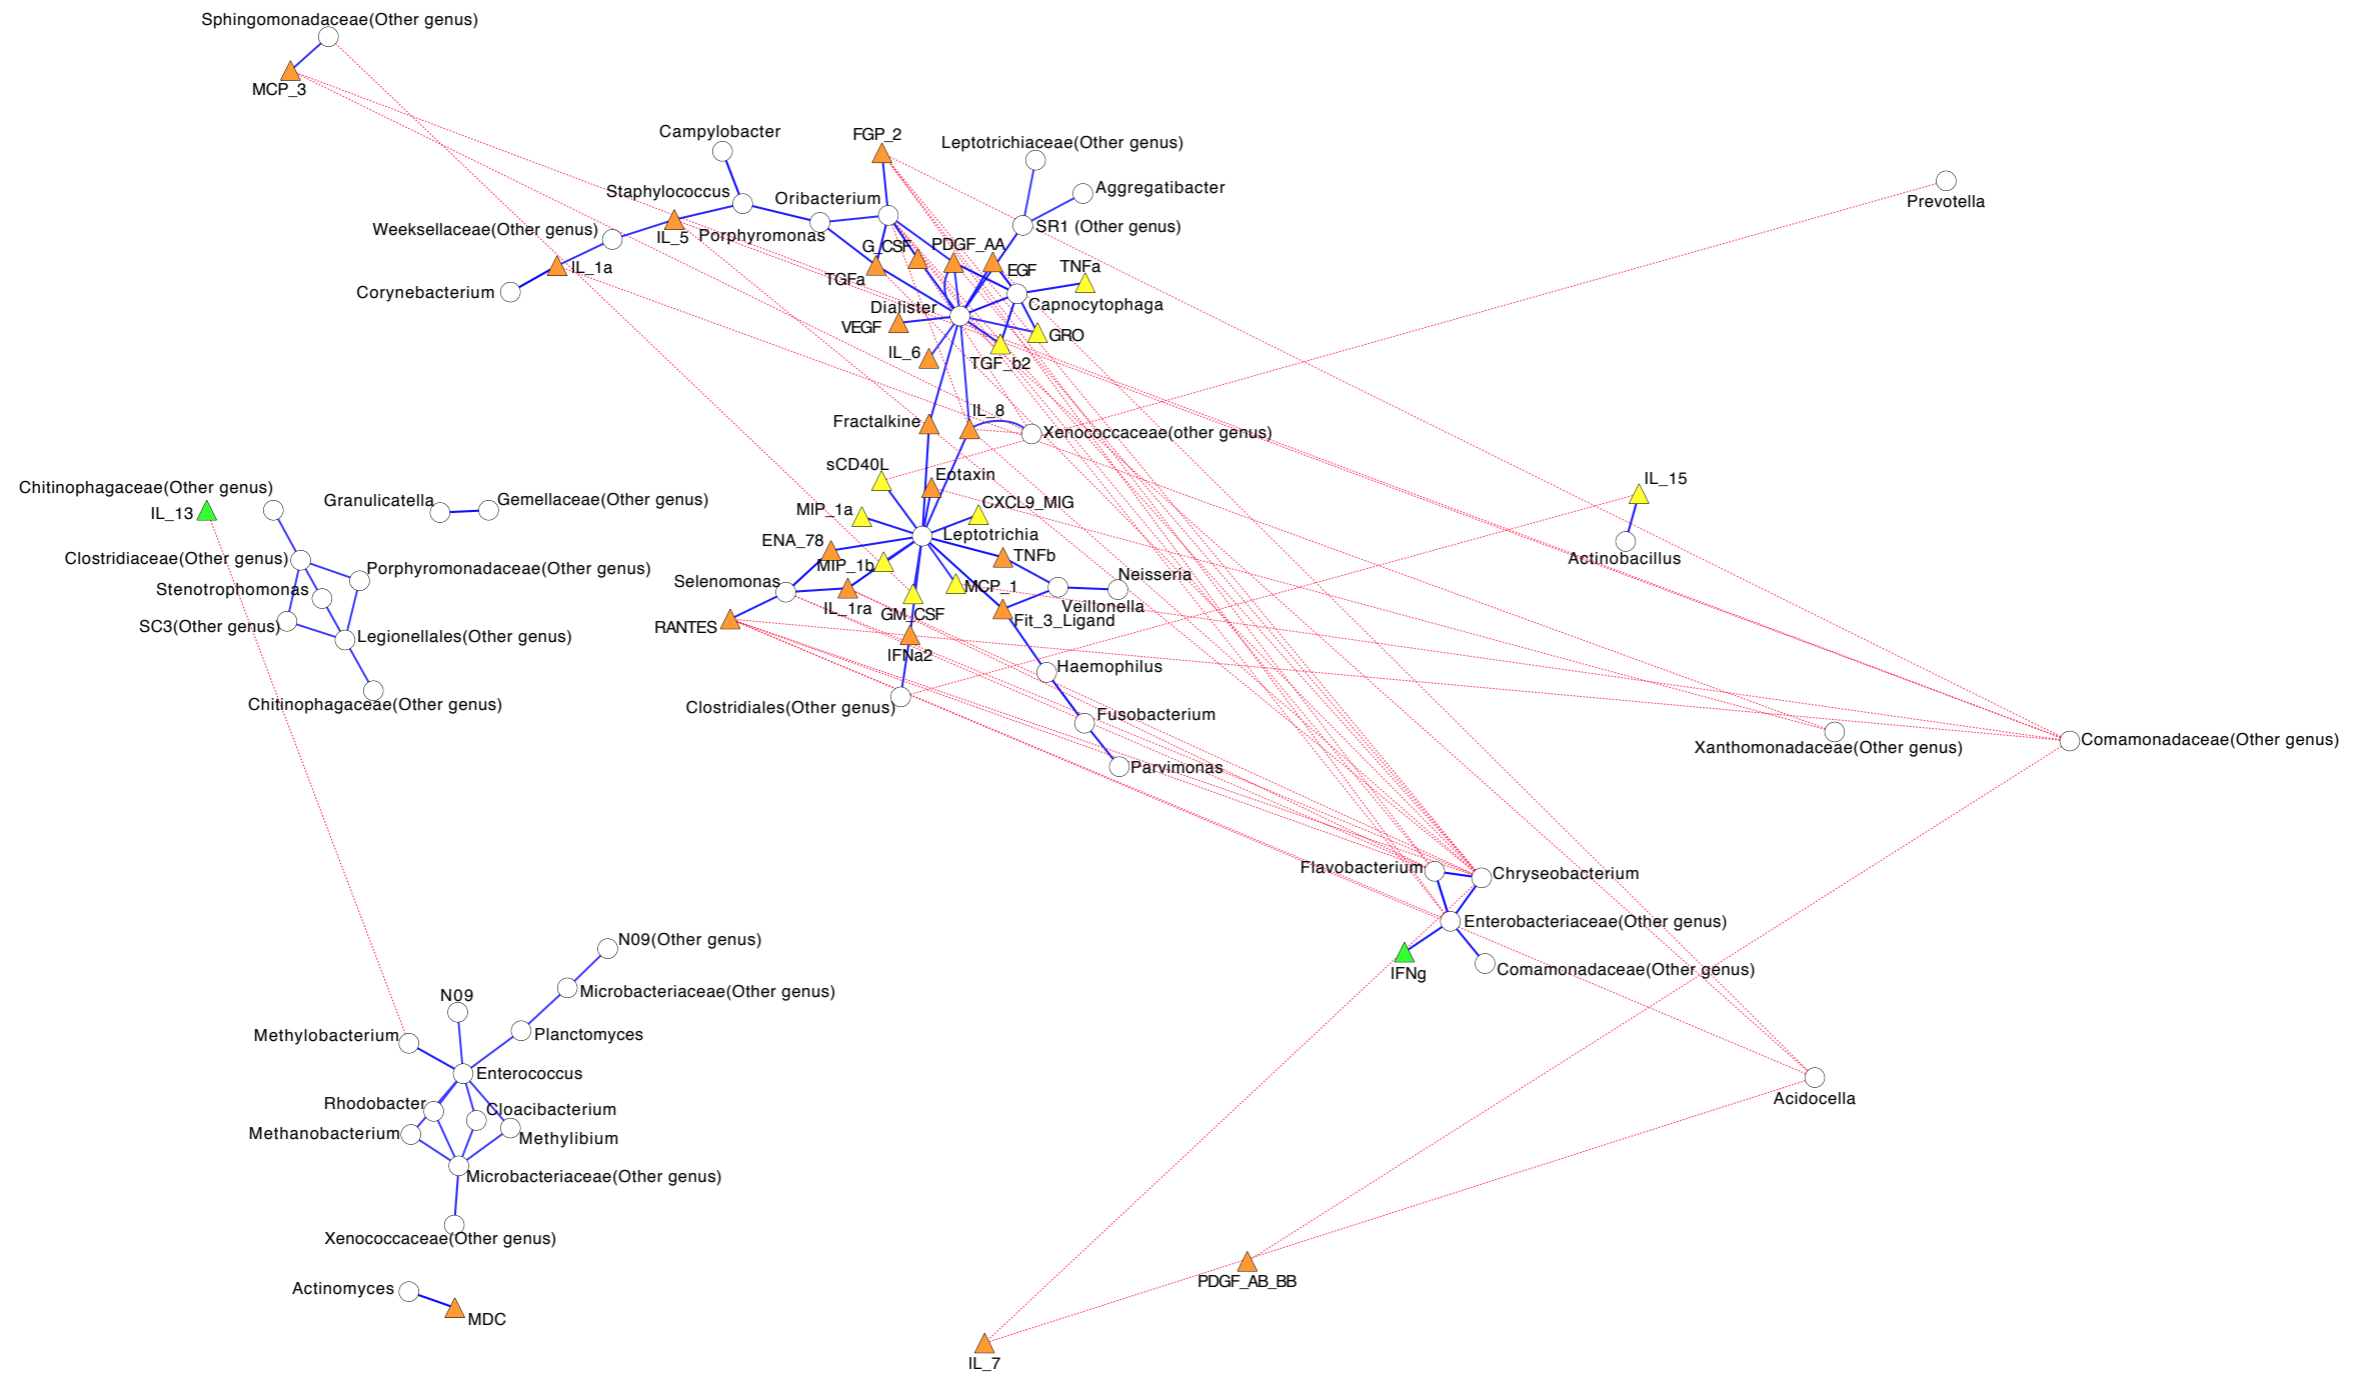 Sphingomonadaceae(Other genus)
MCP_3
Campylobacter
FGP_2
Leptotrichiaceae(Other genus)
Aggregatibacter
Staphylococcus
Oribacterium
Prevotella
Weeksellaceae(Other genus)
IL_5
Porphyromonas
SR1 (Other genus)
G_CSF
PDGF_AA
IL_1a
TGFa
EGF
TNFa
Corynebacterium
Dialister
Capnocytophaga
VEGF
GRO
IL_6
TGF_b2
Fractalkine
IL_8
Xenococcaceae(other genus)
sCD40L
Eotaxin
IL_15
Chitinophagaceae(Other genus)
Granulicatella
Gemellaceae(Other genus)
CXCL9_MIG
IL_13
MIP_1a
ENA_78
Leptotrichia
Clostridiaceae(Other genus)
Porphyromonadaceae(Other genus)
MIP_1b
TNFb
Actinobacillus
Stenotrophomonas
Selenomonas
MCP_1
Neisseria
IL_1ra
GM_CSF
Veillonella
SC3(Other genus)
Legionellales(Other genus)
RANTES
Fit_3_Ligand
IFNa2
Haemophilus
Chitinophagaceae(Other genus)
Clostridiales(Other genus)
Fusobacterium
Xanthomonadaceae(Other genus)
Comamonadaceae(Other genus)
Parvimonas
Flavobacterium
Chryseobacterium
Enterobacteriaceae(Other genus)
N09(Other genus)
IFNg
Comamonadaceae(Other genus)
N09
Microbacteriaceae(Other genus)
Methylobacterium
Planctomyces
Enterococcus
Acidocella
Rhodobacter
Cloacibacterium
Methanobacterium
Methylibium
Microbacteriaceae(Other genus)
Xenococcaceae(Other genus)
PDGF_AB_BB
Actinomyces
MDC
IL_7